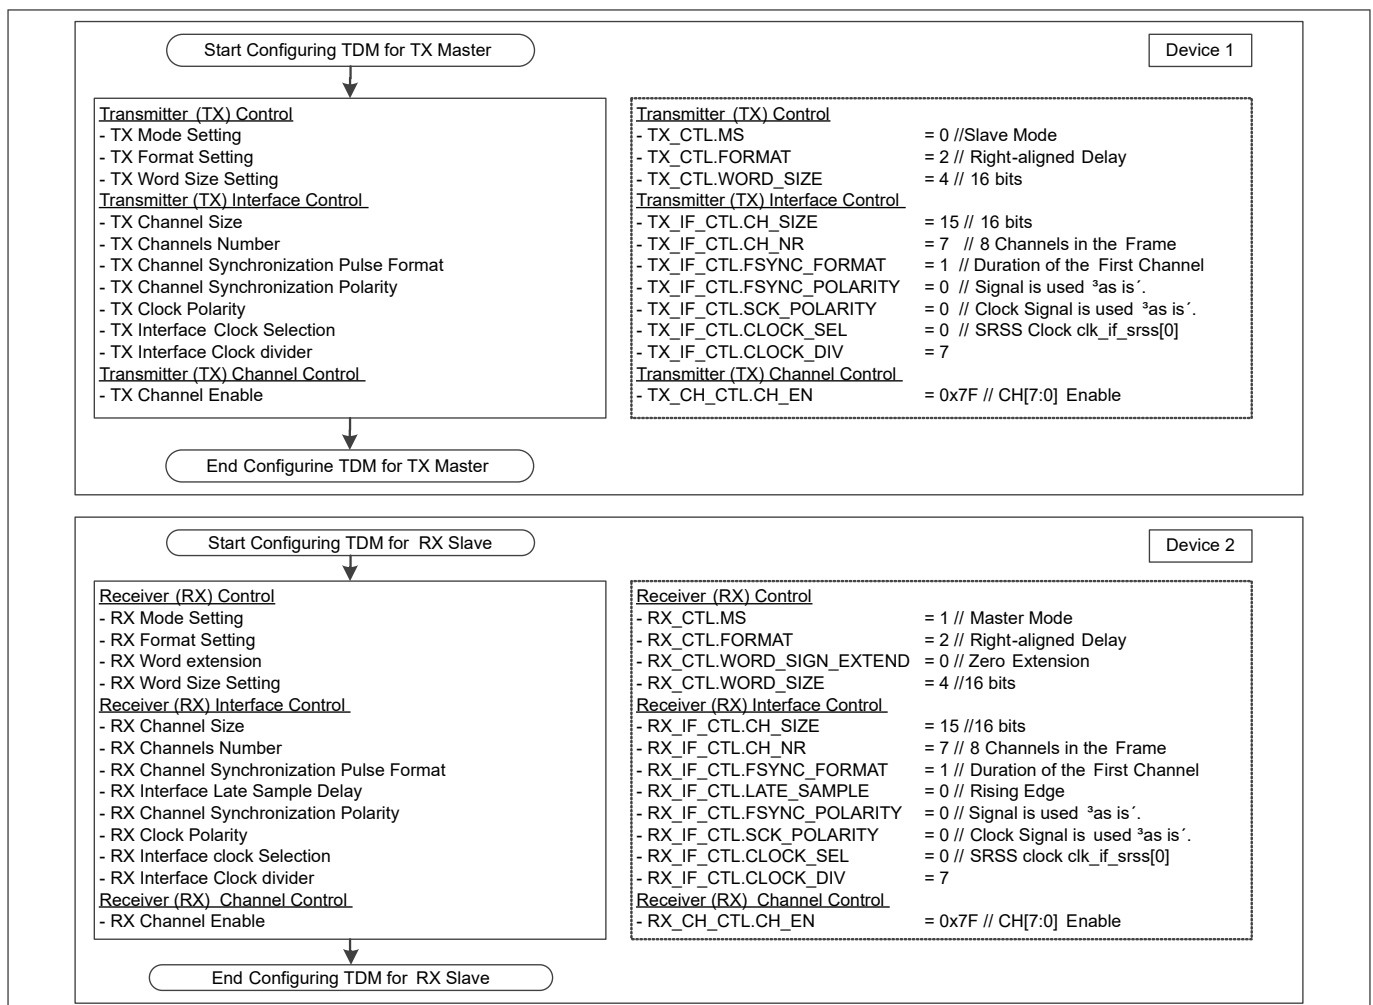 Start Configuring TDM for TX Master
Device 1
Transmitter (TX) Control
- TX Mode Setting
- TX Format Setting
- TX Word Size Setting
Transmitter (TX) Interface Control
- TX Channel Size
- TX Channels Number
- TX Channel Synchronization Pulse Format
- TX Channel Synchronization Polarity
- TX Clock Polarity
- TX Interface Clock Selection
- TX Interface Clock divider
Transmitter (TX) Channel Control
- TX Channel Enable
Transmitter (TX) Control
- TX_CTL.MS = 0 //Slave Mode
- TX_CTL.FORMAT = 2 // Right-aligned Delay
- TX_CTL.WORD_SIZE = 4 // 16 bits
Transmitter (TX) Interface Control
- TX_IF_CTL.CH_SIZE = 15 // 16 bits
- TX_IF_CTL.CH_NR = 7 // 8 Channels in the Frame
- TX_IF_CTL.FSYNC_FORMAT = 1 // Duration of the First Channel
- TX_IF_CTL.FSYNC_POLARITY = 0 // Signal is used ³as is´.
- TX_IF_CTL.SCK_POLARITY = 0 // Clock Signal is used ³as is´.
- TX_IF_CTL.CLOCK_SEL = 0 // SRSS Clock clk_if_srss[0]
- TX_IF_CTL.CLOCK_DIV = 7
Transmitter (TX) Channel Control
- TX_CH_CTL.CH_EN = 0x7F // CH[7:0] Enable
End Configurine TDM for TX Master
Start Configuring TDM for RX Slave
Device 2
Receiver (RX) Control
- RX Mode Setting
- RX Format Setting
- RX Word extension
- RX Word Size Setting
Receiver (RX) Interface Control
- RX Channel Size
- RX Channels Number
- RX Channel Synchronization Pulse Format
- RX Interface Late Sample Delay
- RX Channel Synchronization Polarity
- RX Clock Polarity
- RX Interface clock Selection
- RX Interface Clock divider
Receiver (RX) Channel Control
- RX Channel Enable
Receiver (RX) Control
- RX_CTL.MS = 1 // Master Mode
- RX_CTL.FORMAT = 2 // Right-aligned Delay
- RX_CTL.WORD_SIGN_EXTEND = 0 // Zero Extension
- RX_CTL.WORD_SIZE = 4 //16 bits
Receiver (RX) Interface Control
- RX_IF_CTL.CH_SIZE = 15 //16 bits
- RX_IF_CTL.CH_NR = 7 // 8 Channels in the Frame
- RX_IF_CTL.FSYNC_FORMAT = 1 // Duration of the First Channel
- RX_IF_CTL.LATE_SAMPLE = 0 // Rising Edge
- RX_IF_CTL.FSYNC_POLARITY = 0 // Signal is used ³as is´.
- RX_IF_CTL.SCK_POLARITY = 0 // Clock Signal is used ³as is´.
- RX_IF_CTL.CLOCK_SEL = 0 // SRSS clock clk_if_srss[0]
- RX_IF_CTL.CLOCK_DIV = 7
Receiver (RX) Channel Control
- RX_CH_CTL.CH_EN = 0x7F // CH[7:0] Enable
End Configuring TDM for RX Slave